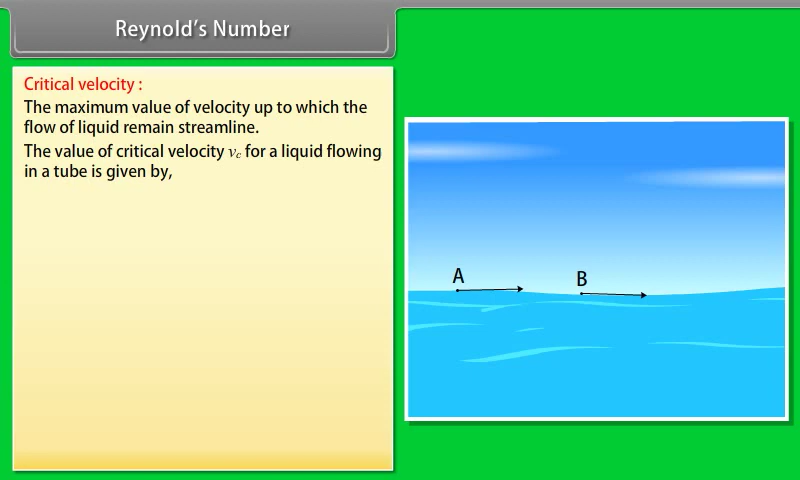 Reynold's Number
Critical velocity :
The maximum value of velocity up to which the
flow of liquid remain streamline.
The value of critical velocity v_c for a liquid flowing
in a tube is given by,
A
B